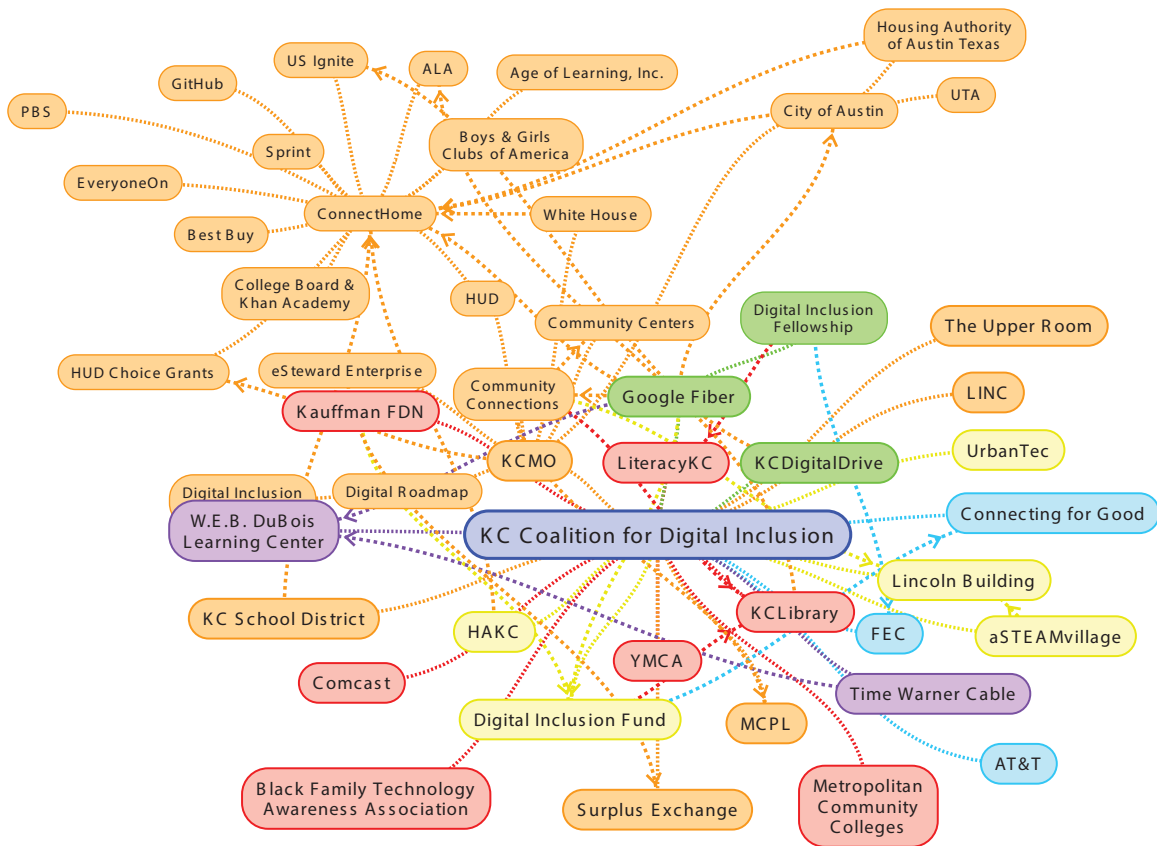 Housing Authority
of Austin Texas
US Ignite
ALA
Age of Learning, Inc.
GitHub
UTA
PBS
City of Austin
Boys & Girls
Clubs of America
Sprint
EveryoneOn
ConnectHome
White House
Best Buy
College Board &
Khan Academy
HUD
Community Centers
Digital Inclusion
Fellowship
The Upper Room
HUD Choice Grants
eSteward Enterprise
Community
Connections
Google Fiber
LINC
Kauffman FDN
KCMO
LiteracyKC
KCDigitalDrive
UrbanTec
Digital Inclusion
Digital Roadmap
W.E.B. DuBois
Learning Center
KC Coalition for Digital Inclusion
Connecting for Good
Lincoln Building
KC School District
HAKC
KCLibrary
FEC
aSTEAMvillage
YMCA
Comcast
Time Warner Cable
Digital Inclusion Fund
MCPL
AT&T
Black Family Technology
Awareness Association
Surplus Exchange
Metropolitan
Community
Colleges